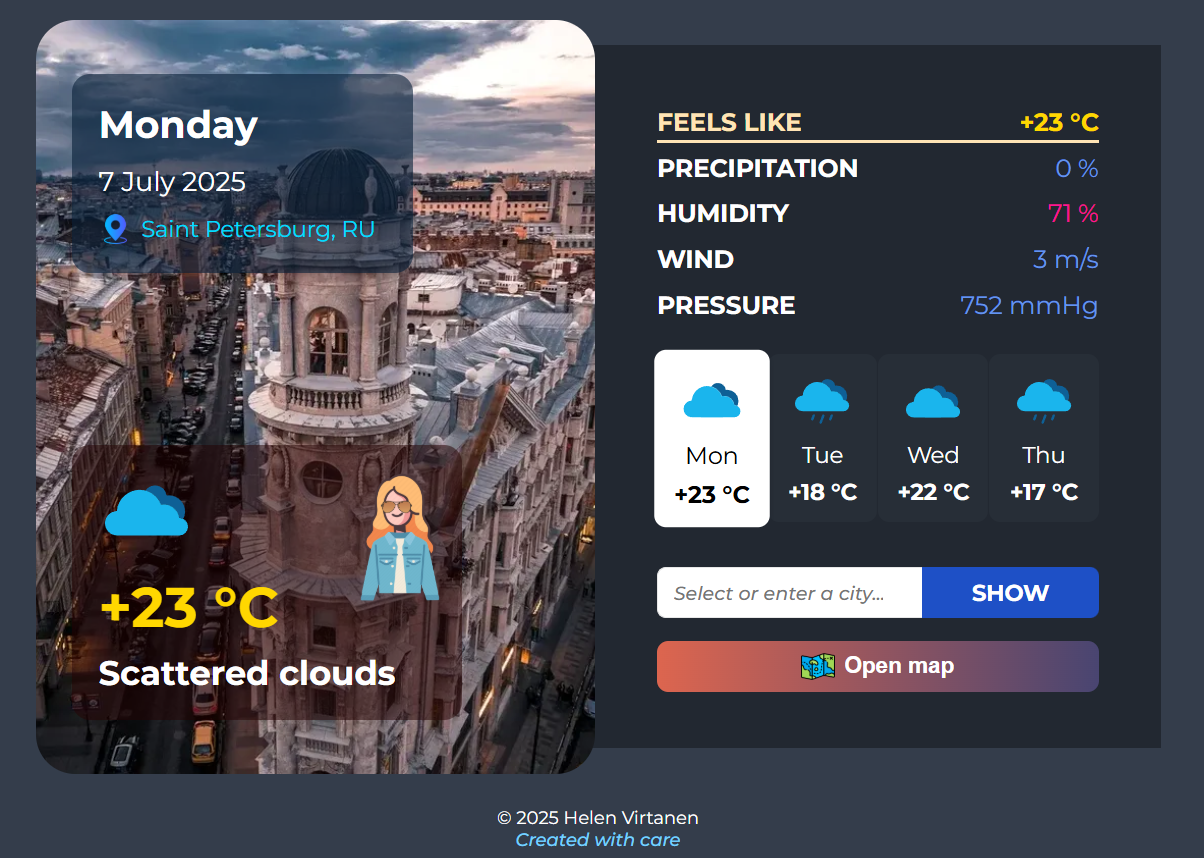 Monday
7 July 2025
Saint Petersburg, RU
+23 °C
Scattered clouds
FEELS LIKE +23 °C
PRECIPITATION 0 %
HUMIDITY 71 %
WIND 3 m/s
PRESSURE 752 mmHg
Mon Tue Wed Thu
+23 °C +18 °C +22 °C +17 °C
Select or enter a city... SHOW
Open map
© 2025 Helen Virtanen
Created with care